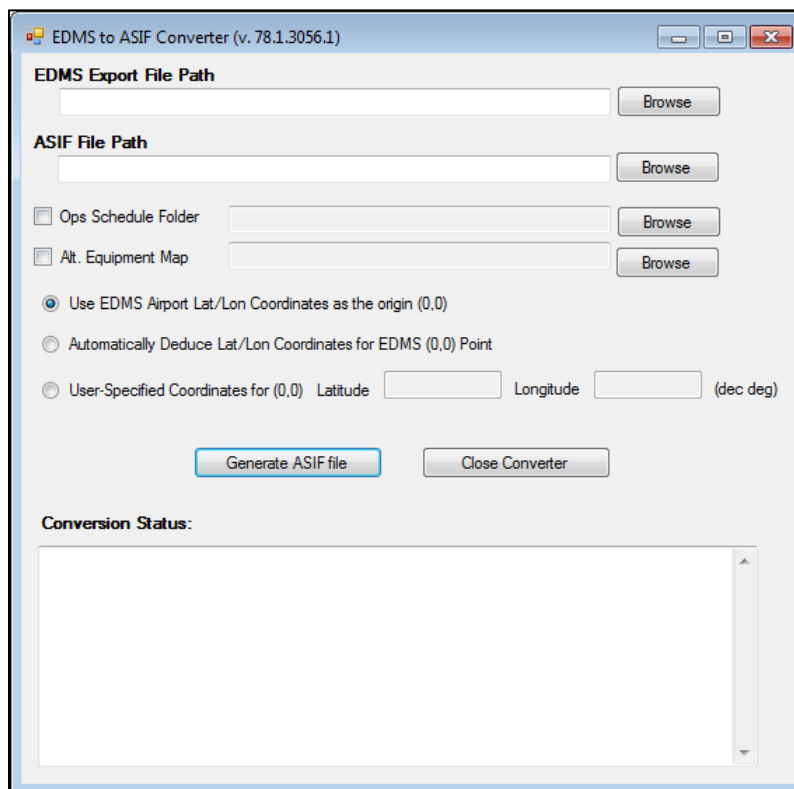 EDMS to ASIF Converter (v. 78.1.3056.1)
EDMS Export File Path
Browse
ASIF File Path
Browse
Ops Schedule Folder Browse
Alt. Equipment Map Browse
Use EDMS Airport Lat/Lon Coordinates as the origin (0,0)
Automatically Deduce Lat/Lon Coordinates for EDMS (0,0) Point
User-Specified Coordinates for (0,0) Latitude Longitude (dec deg)
Generate ASIF file Close Converter
Conversion Status: